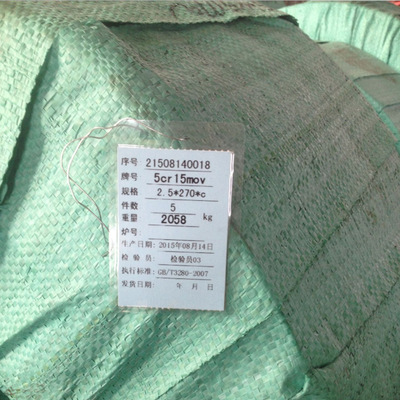 序号 21508140018
牌号 5cr15mov
规格 2.5*270*c
件数 5
重量 2058 kg
炉号
生产日期: 2015年08月14日
检 验 员: 检验员03
执行标准: GB/T3280-2007
发货日期: 年 月 日